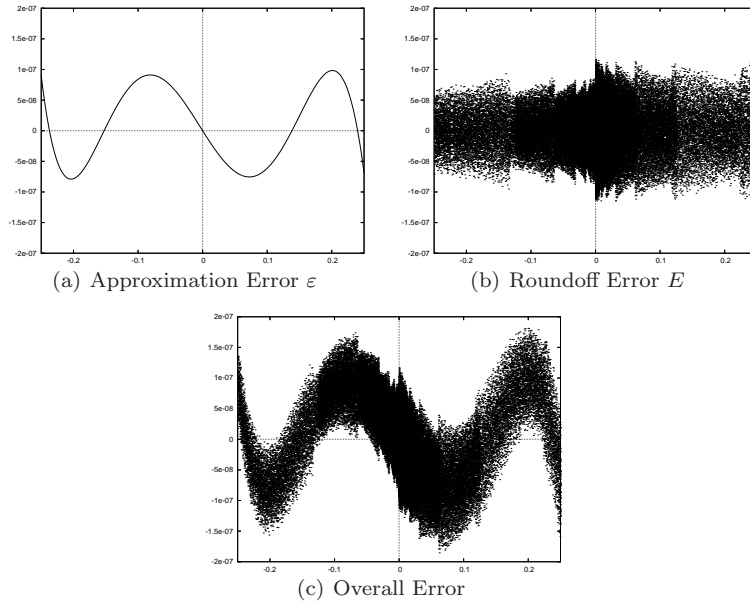 2e-07
1.5e-07
1e-07
5e-08
0
-5e-08
-1e-07
-1.5e-07
-2e-07
-0.2 -0.1 0 0.1 0.2
(a) Approximation Error ε
2e-07
1.5e-07
1e-07
5e-08
0
-5e-08
-1e-07
-1.5e-07
-2e-07
-0.2 -0.1 0 0.1 0.2
(b) Roundoff Error E
2e-07
1.5e-07
1e-07
5e-08
0
-5e-08
-1e-07
-1.5e-07
-2e-07
-0.2 -0.1 0 0.1 0.2
(c) Overall Error